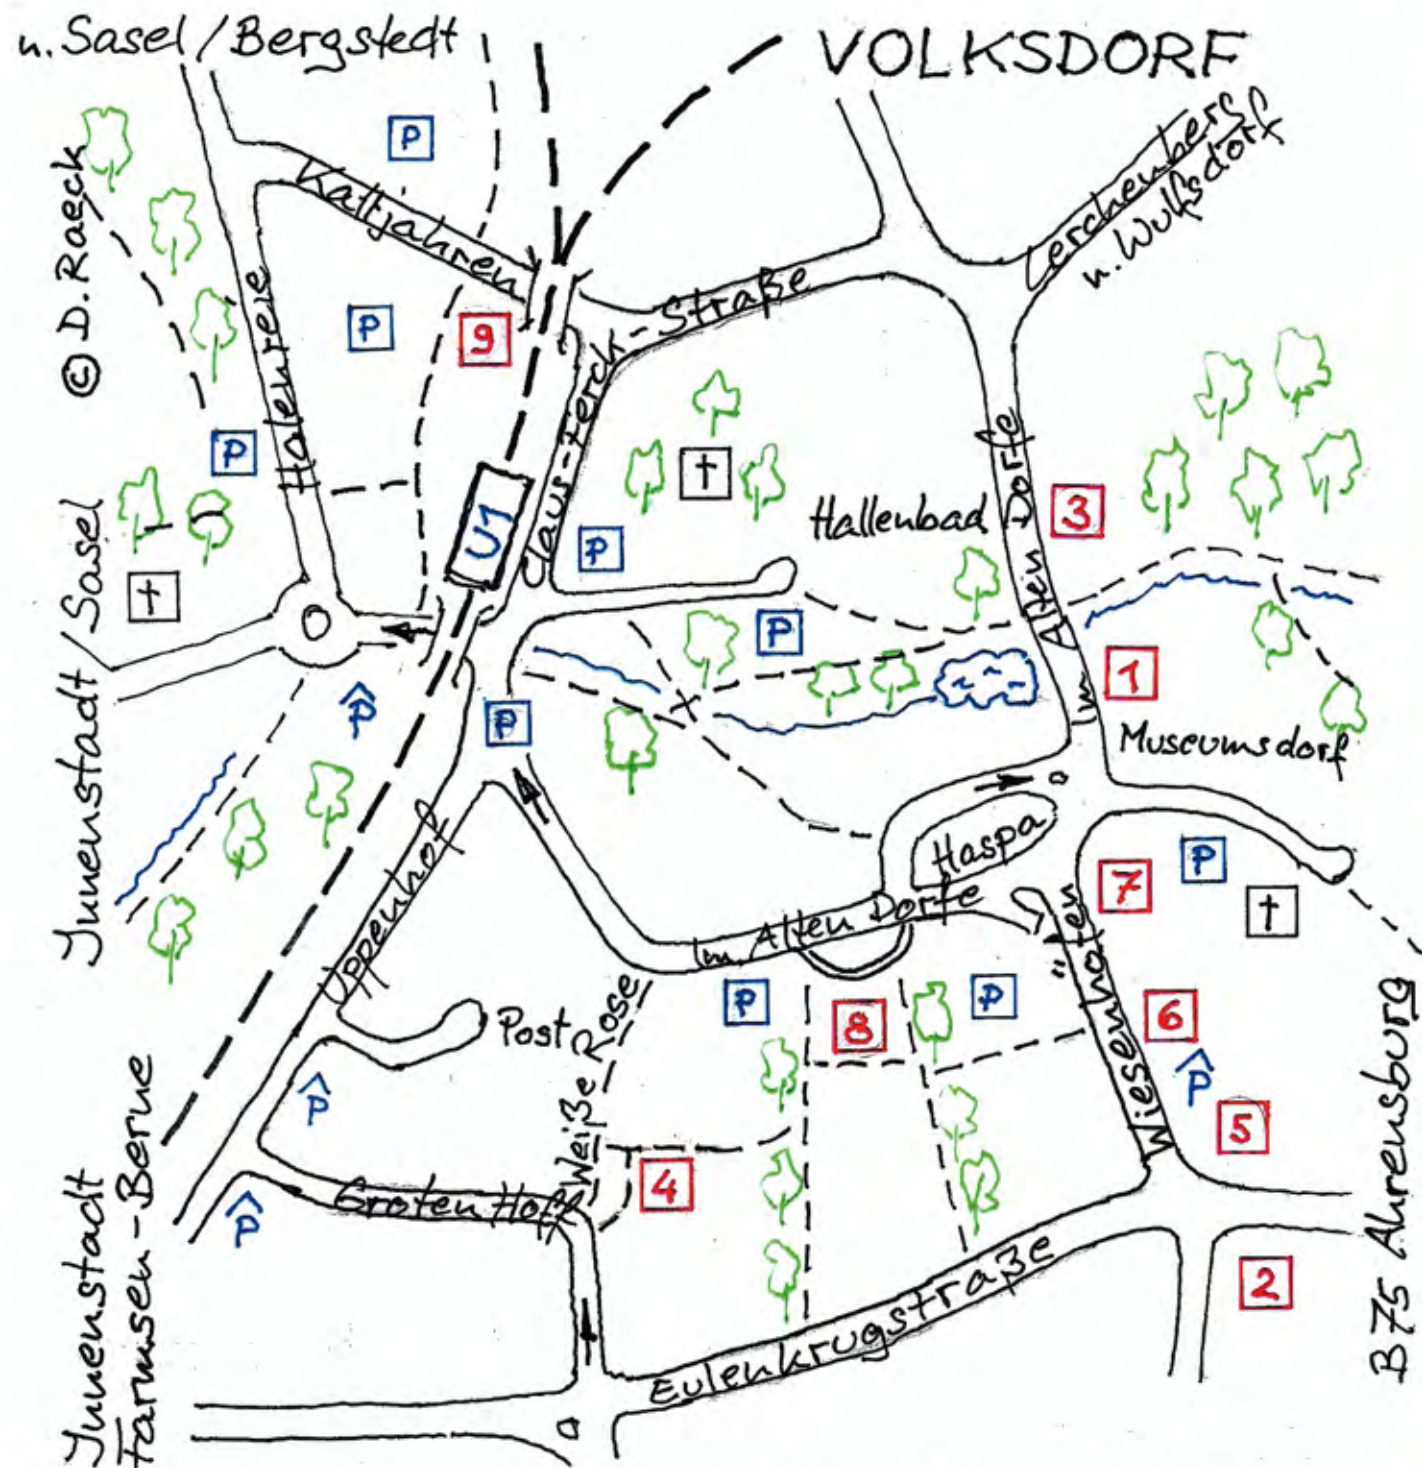 n. Sasel/Bergstedt
VOLKSDORF
P
Lerchenberg
n. Wulfsdorf
Kattjahren
© D. Raeck
Halenreie
P
9
Claus-Ferck-Straße
P
†
Hallenbad
Im Alten Dorfe
3
U1
P
†
Innenstadt/Sasel
P
1
P
P
Museumsdorf
Uppenhof
Haspa
P
7
†
Im Alten Dorfe
Wiesenhöfen
Post
Weiße Rose
P
8
P
6
P
P
5
4
Groten Hoff
P
2
Eulenkrugstraße
B75 Ahrensburg
Innenstadt
Farmsen-Berne